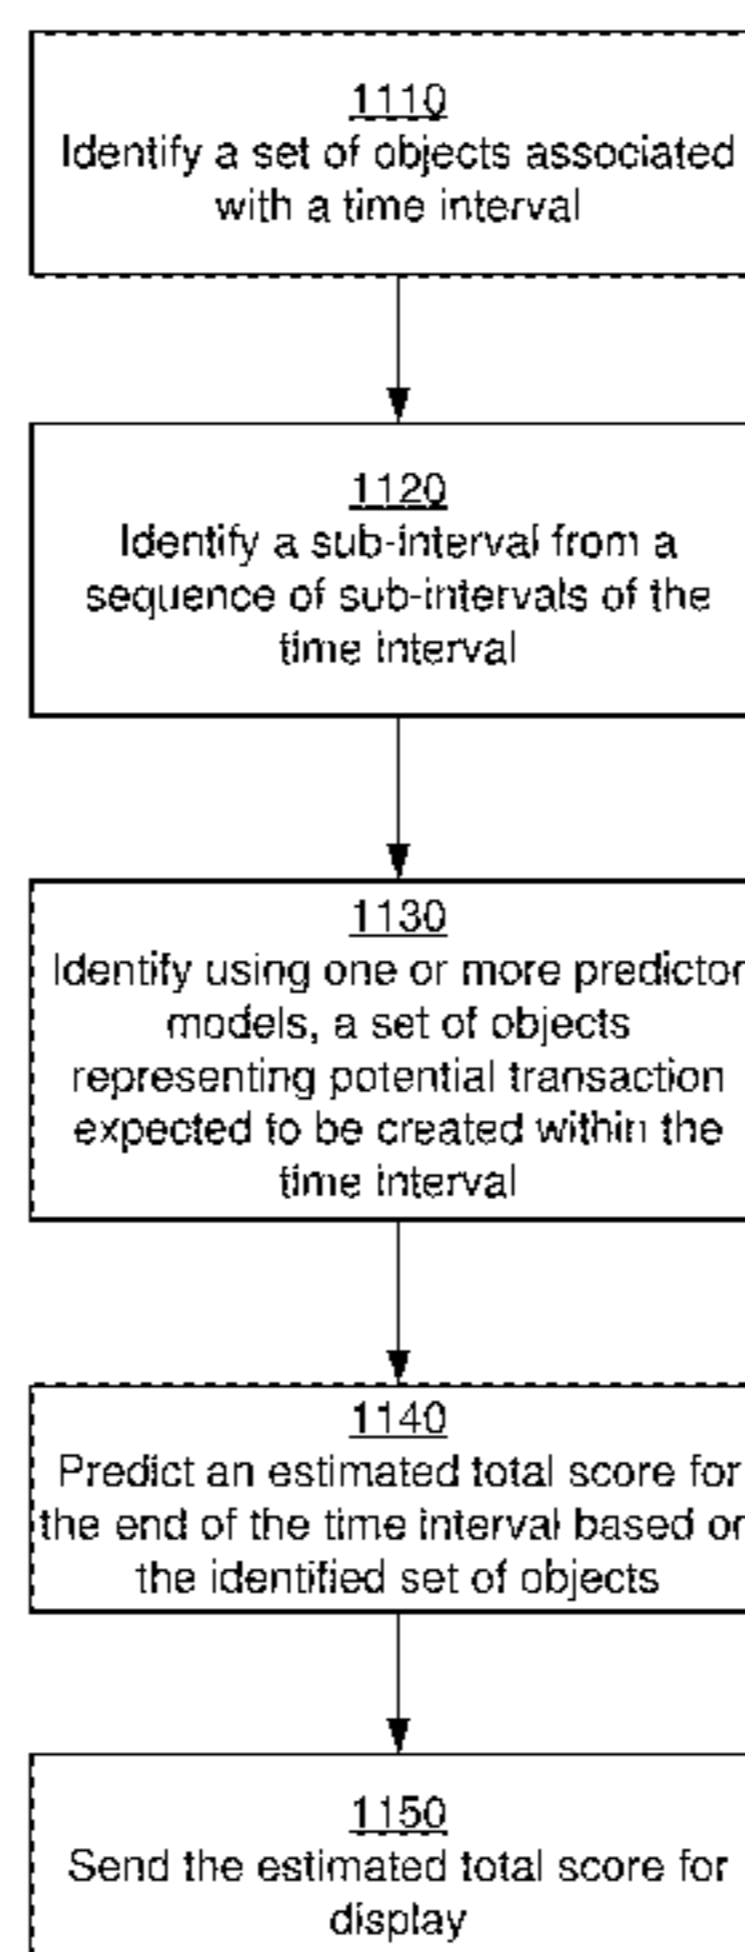 1110
Identify a set of objects associated
with a time interval
1120
Identify a sub-interval from a
sequence of sub-intervals of the
time interval
1130
Identify using one or more predictor
models, a set of objects
representing potential transaction
expected to be created within the
time interval
1140
Predict an estimated total score for
the end of the time interval based on
the identified set of objects
1150
Send the estimated total score for
display